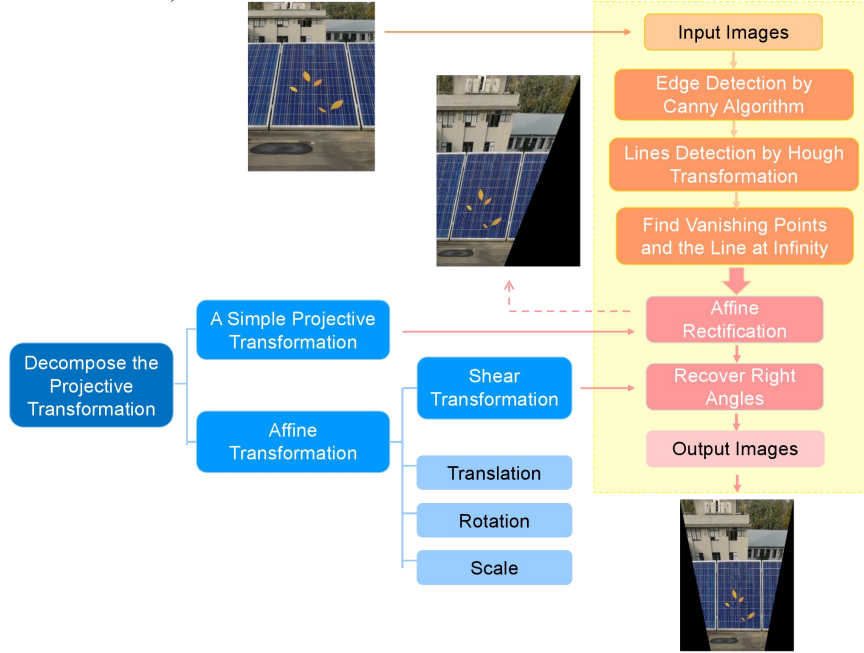 Input Images
Edge Detection by
Canny Algorithm
Lines Detection by Hough
Transformation
Find Vanishing Points
and the Line at Infinity
Affine
Rectification
A Simple Projective
Transformation
Decompose the
Projective
Transformation
Shear
Transformation
Recover Right
Angles
Affine
Transformation
Output Images
Translation
Rotation
Scale